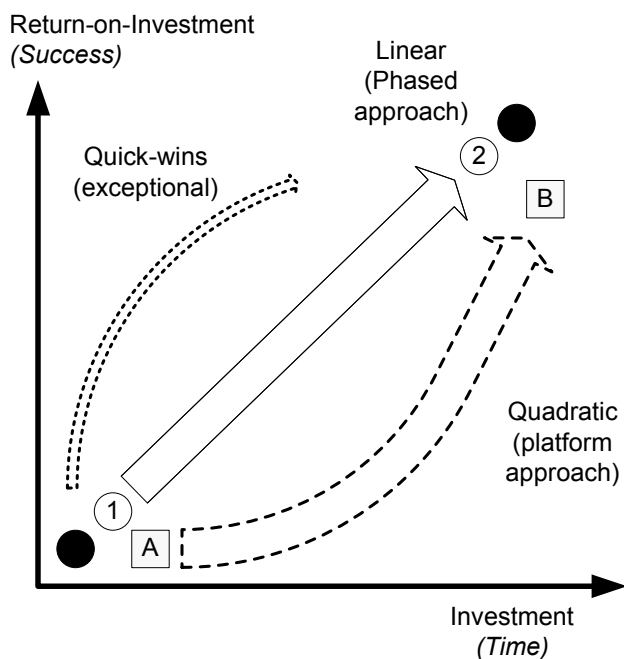 Return-on-Investment
(Success)
Linear
(Phased
approach)
2
Quick-wins
(exceptional)
B
Quadratic
(platform
approach)
1
A
Investment
(Time)